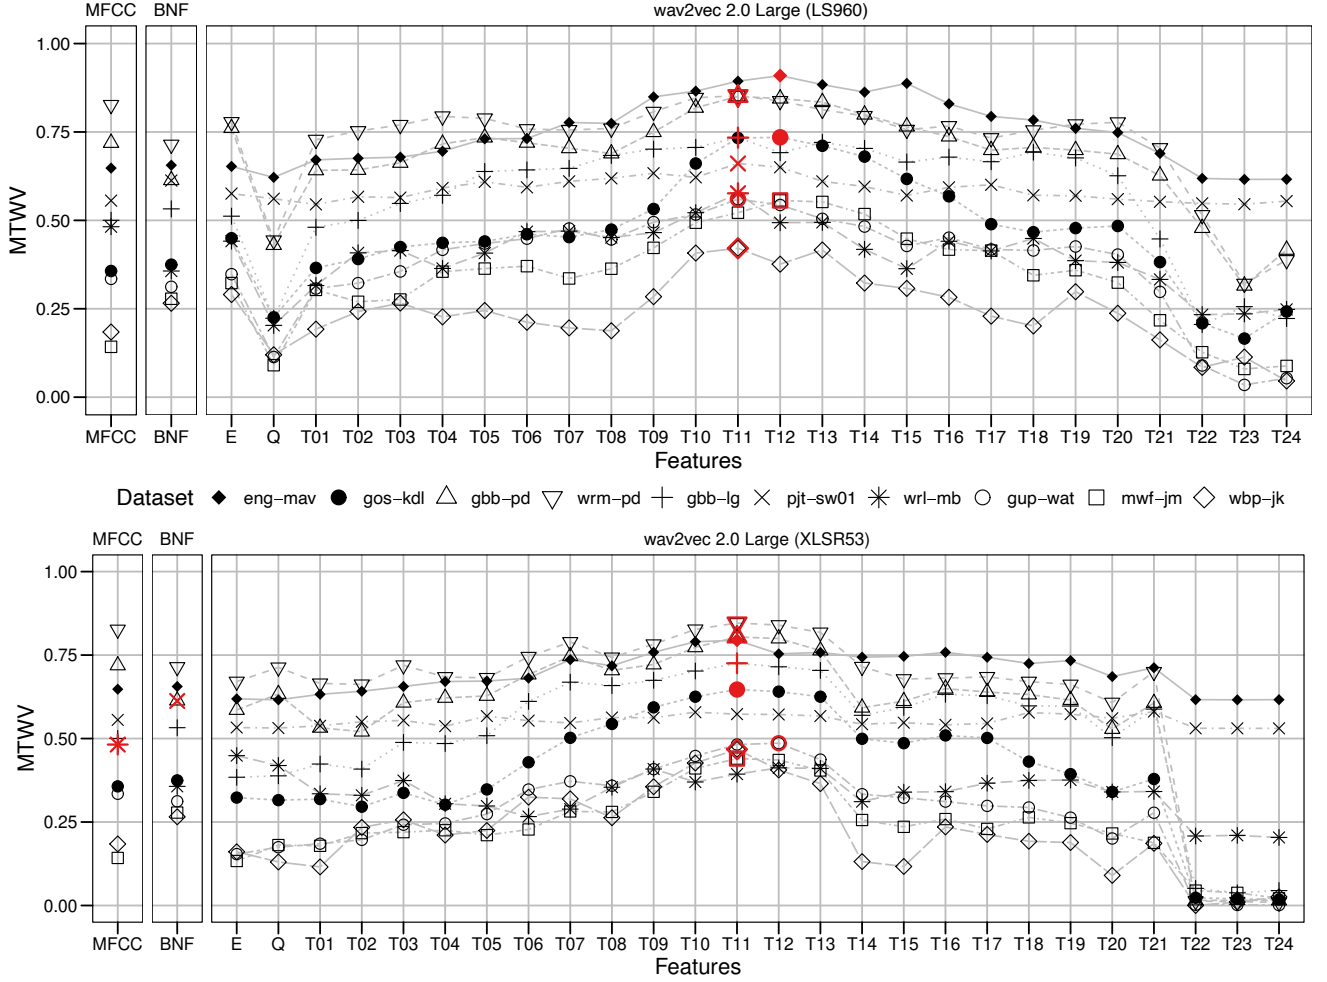 MFCC BNF wav2vec 2.0 Large (LS960)
1.00
0.75
0.50
0.25
0.00
MTWV
MFCC BNF E Q T01 T02 T03 T04 T05 T06 T07 T08 T09 T10 T11 T12 T13 T14 T15 T16 T17 T18 T19 T20 T21 T22 T23 T24
Features
Dataset eng−mav gos−kdl gbb−pd wrm−pd gbb−lg pjt−sw01 wrl−mb gup−wat mwf−jm wbp−jk
MFCC BNF wav2vec 2.0 Large (XLSR53)
1.00
0.75
0.50
0.25
0.00
MTWV
MFCC BNF E Q T01 T02 T03 T04 T05 T06 T07 T08 T09 T10 T11 T12 T13 T14 T15 T16 T17 T18 T19 T20 T21 T22 T23 T24
Features